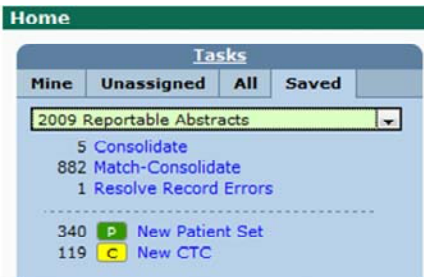 Home
Tasks
Mine Unassigned All Saved
2009 Reportable Abstracts
5 Consolidate
882 Match-Consolidate
1 Resolve Record Errors
340 P New Patient Set
119 C New CTC